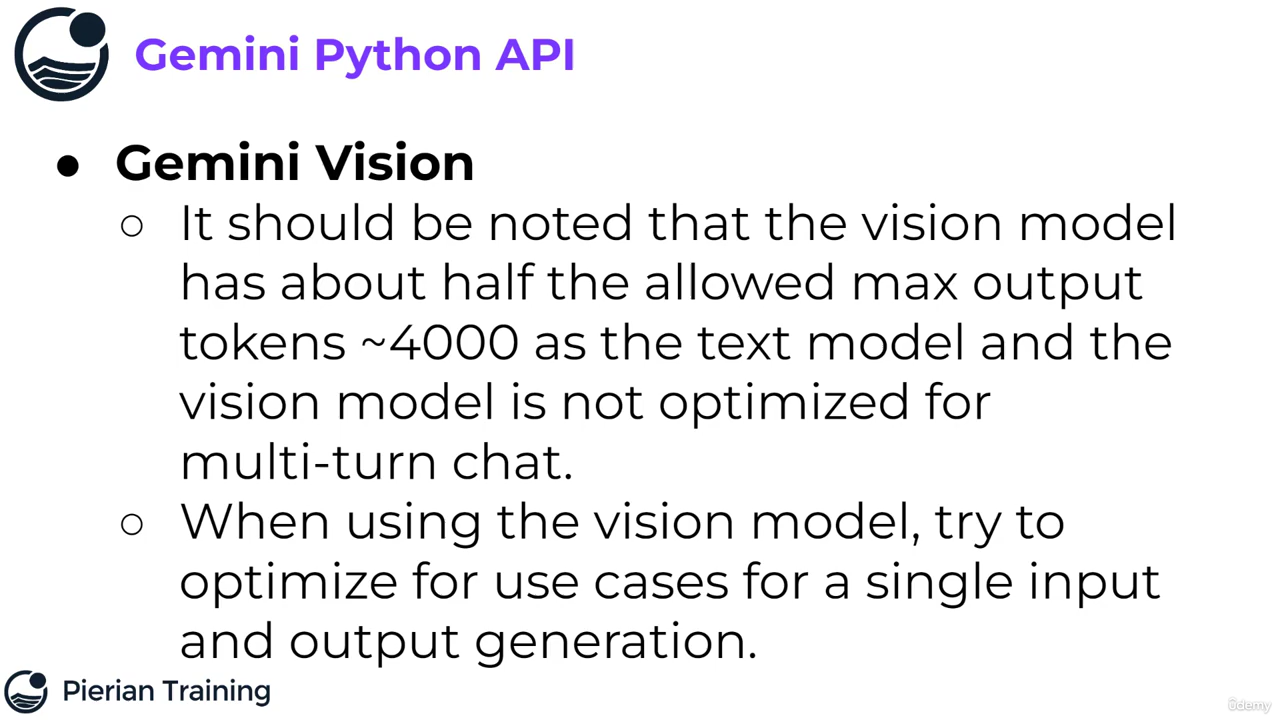 Gemini Python API
● Gemini Vision
○ It should be noted that the vision model
has about half the allowed max output
tokens ~4000 as the text model and the
vision model is not optimized for
multi-turn chat.
○ When using the vision model, try to
optimize for use cases for a single input
and output generation.
Pierian Training
ûdemy